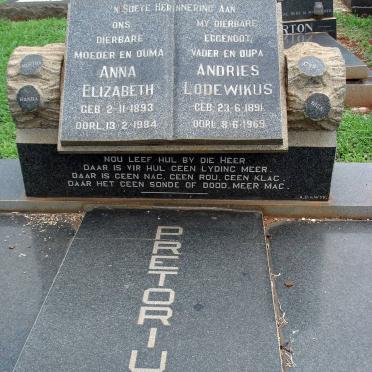 'N SOETE HERINNERING AAN
ONS
DIERBARE
MOEDER EN OUMA
ANNA
ELIZABETH
GEB. 2-11-1893
OORL. 13-2-1984
MY DIERBARE
EGGENOOT,
VADER EN OUPA
ANDRIES
LODEWIKUS
GEB. 23-6-1891
OORL. 8-6-1969
NOU LEEF HUL BY DIE HEER
DAAR IS VIR HUL GEEN LYDING MEER.
DAAR IS GEEN NAG, GEEN ROU, GEEN KLAG,
DAAR HET GEEN SONDE OF DOOD, MEER MAG.
PRETORIU